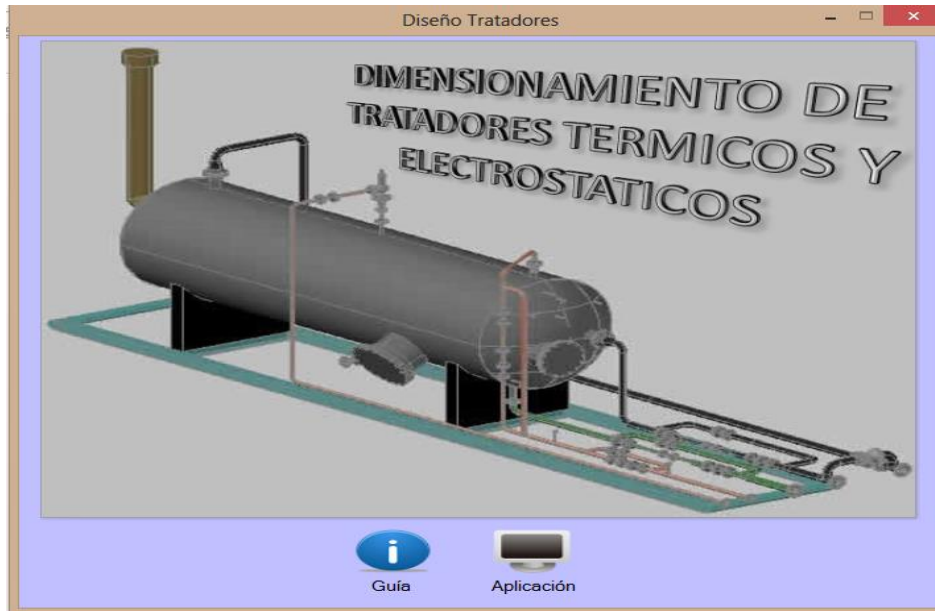 Diseño Tratadores
DIMENSIONAMIENTO DE
TRATADORES TERMICOS Y
ELECTROSTATICOS
Guía
Aplicación